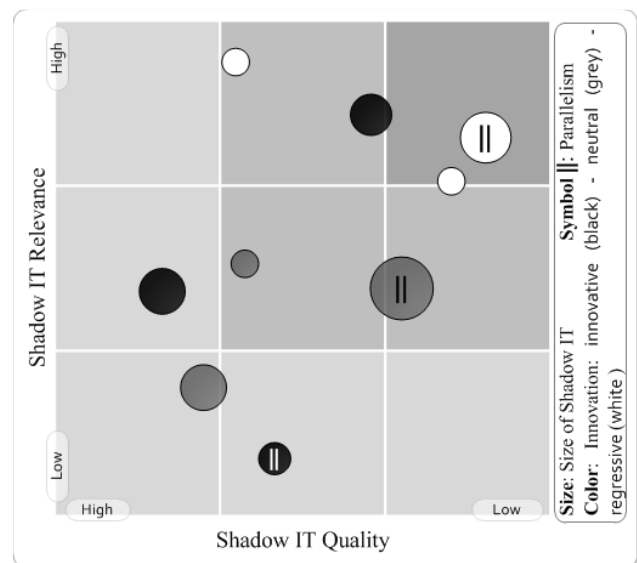 High
Shadow IT Relevance
Low
High
Low
Shadow IT Quality
||
||
||
Size: Size of Shadow IT Symbol ||: Parallelism
Color: Innovation: innovative (black) - neutral (grey) -
regressive (white
)